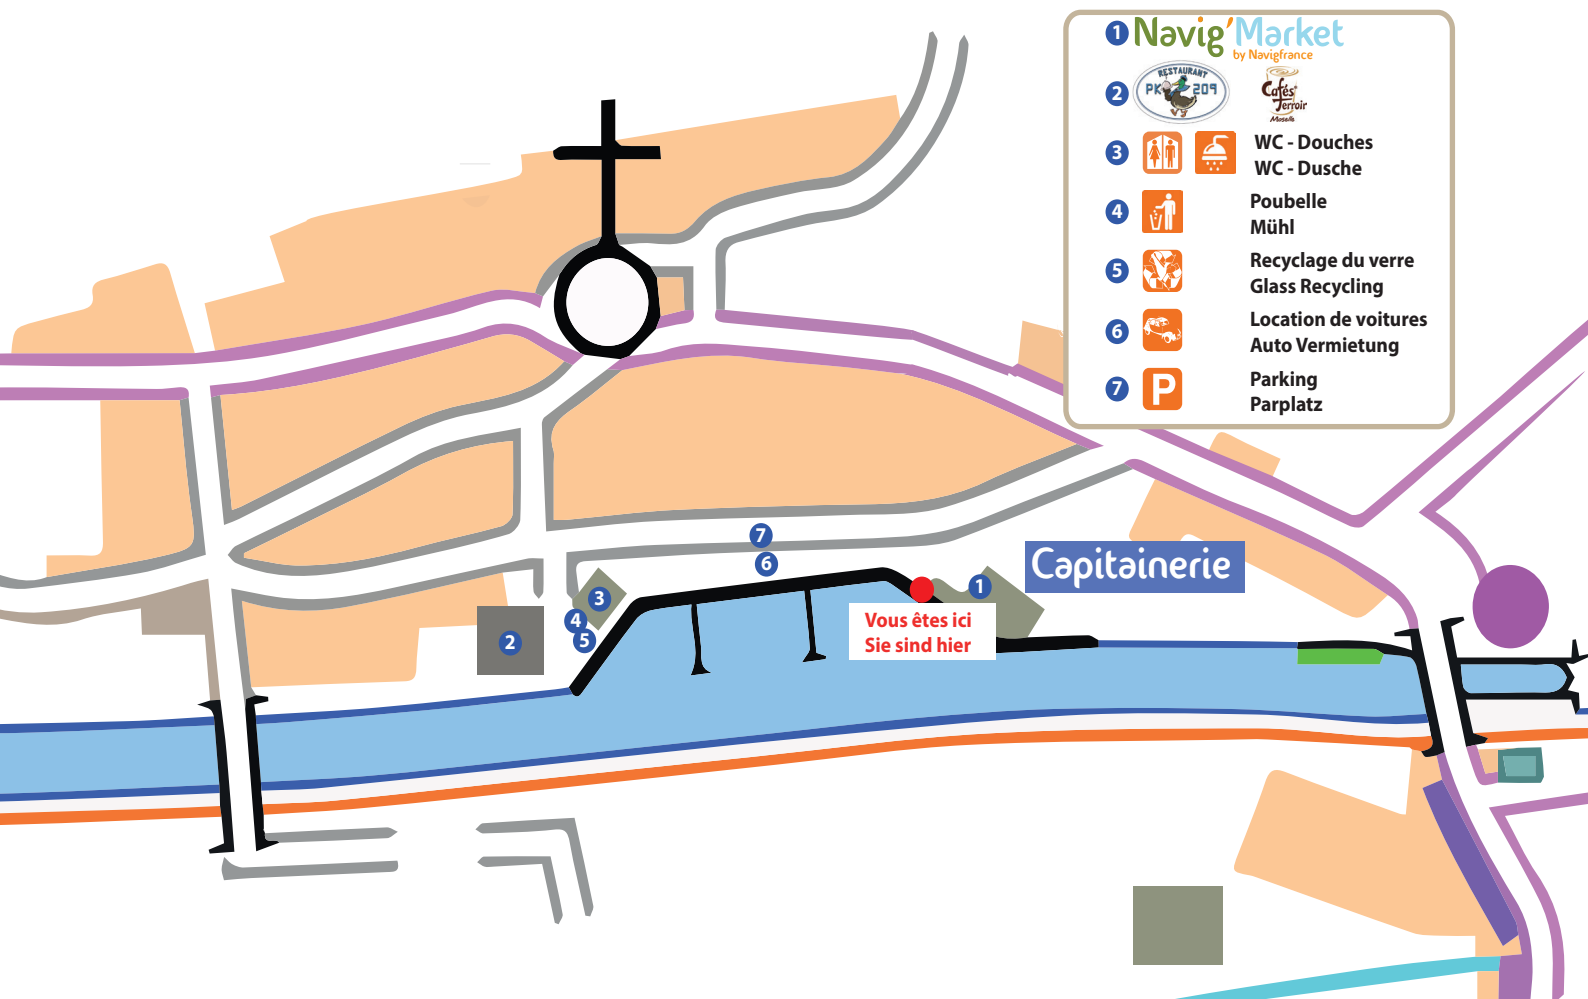 1 Navig'Market
by Navigfrance
2 RESTAURANT
PK 209
Cafés
Terroir
Moselle
3 WC - Douches
WC - Dusche
4 Poubelle
Mühl
5 Recyclage du verre
Glass Recycling
6 Location de voitures
Auto Vermietung
7 P Parking
Parplatz
7
6
Capitainerie
1
3
4
5
2
Vous êtes ici
Sie sind hier